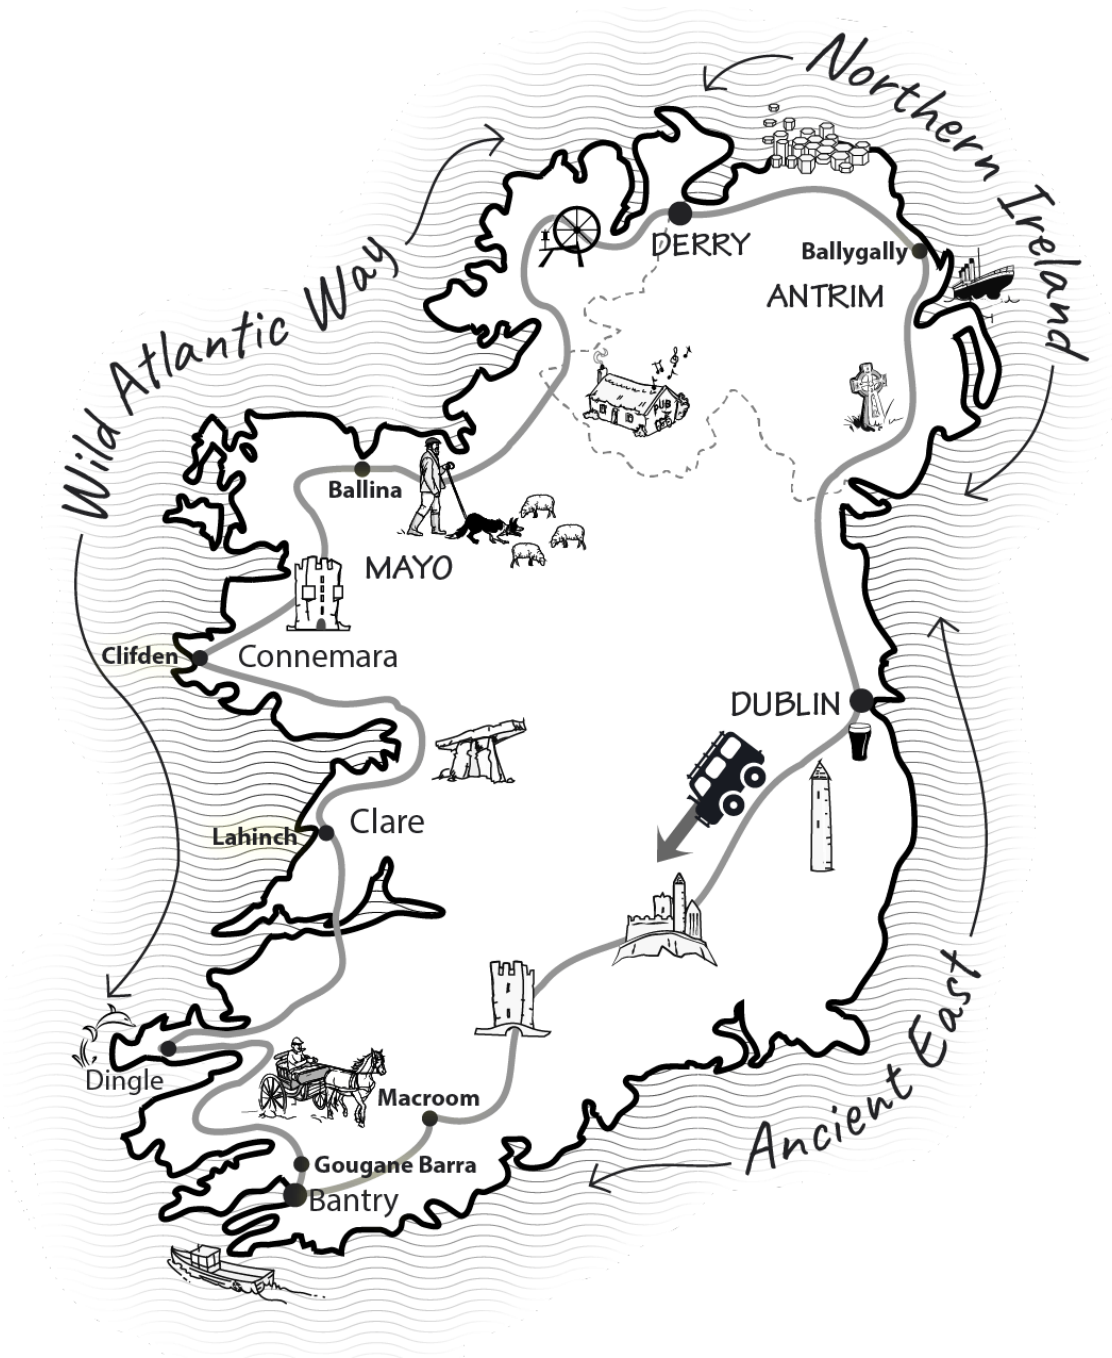 Northern Ireland
Wild Atlantic Way
DERRY
Ballygally
ANTRIM
PUB
Ballina
MAYO
Clifden
Connemara
DUBLIN
Lahinch
Clare
Ancient East
Dingle
Macroom
Gougane Barra
Bantry